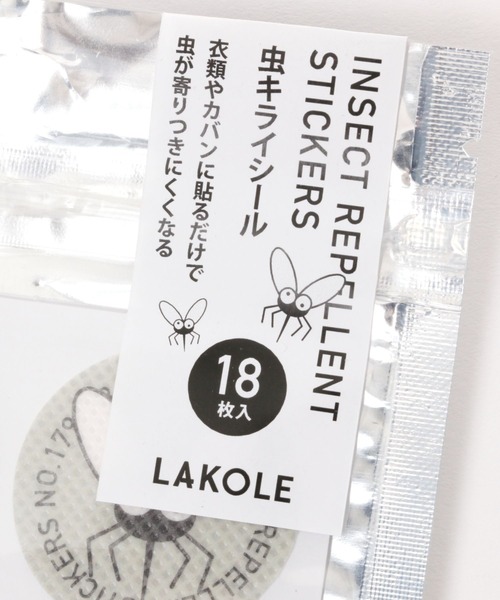 INSECT REPELLENT
STICKERS
虫キライシール
衣類やカバンに貼るだけで
虫が寄りつきにくくなる
18
枚入
LAKOLE
STICKERS NO.17
REPELLE